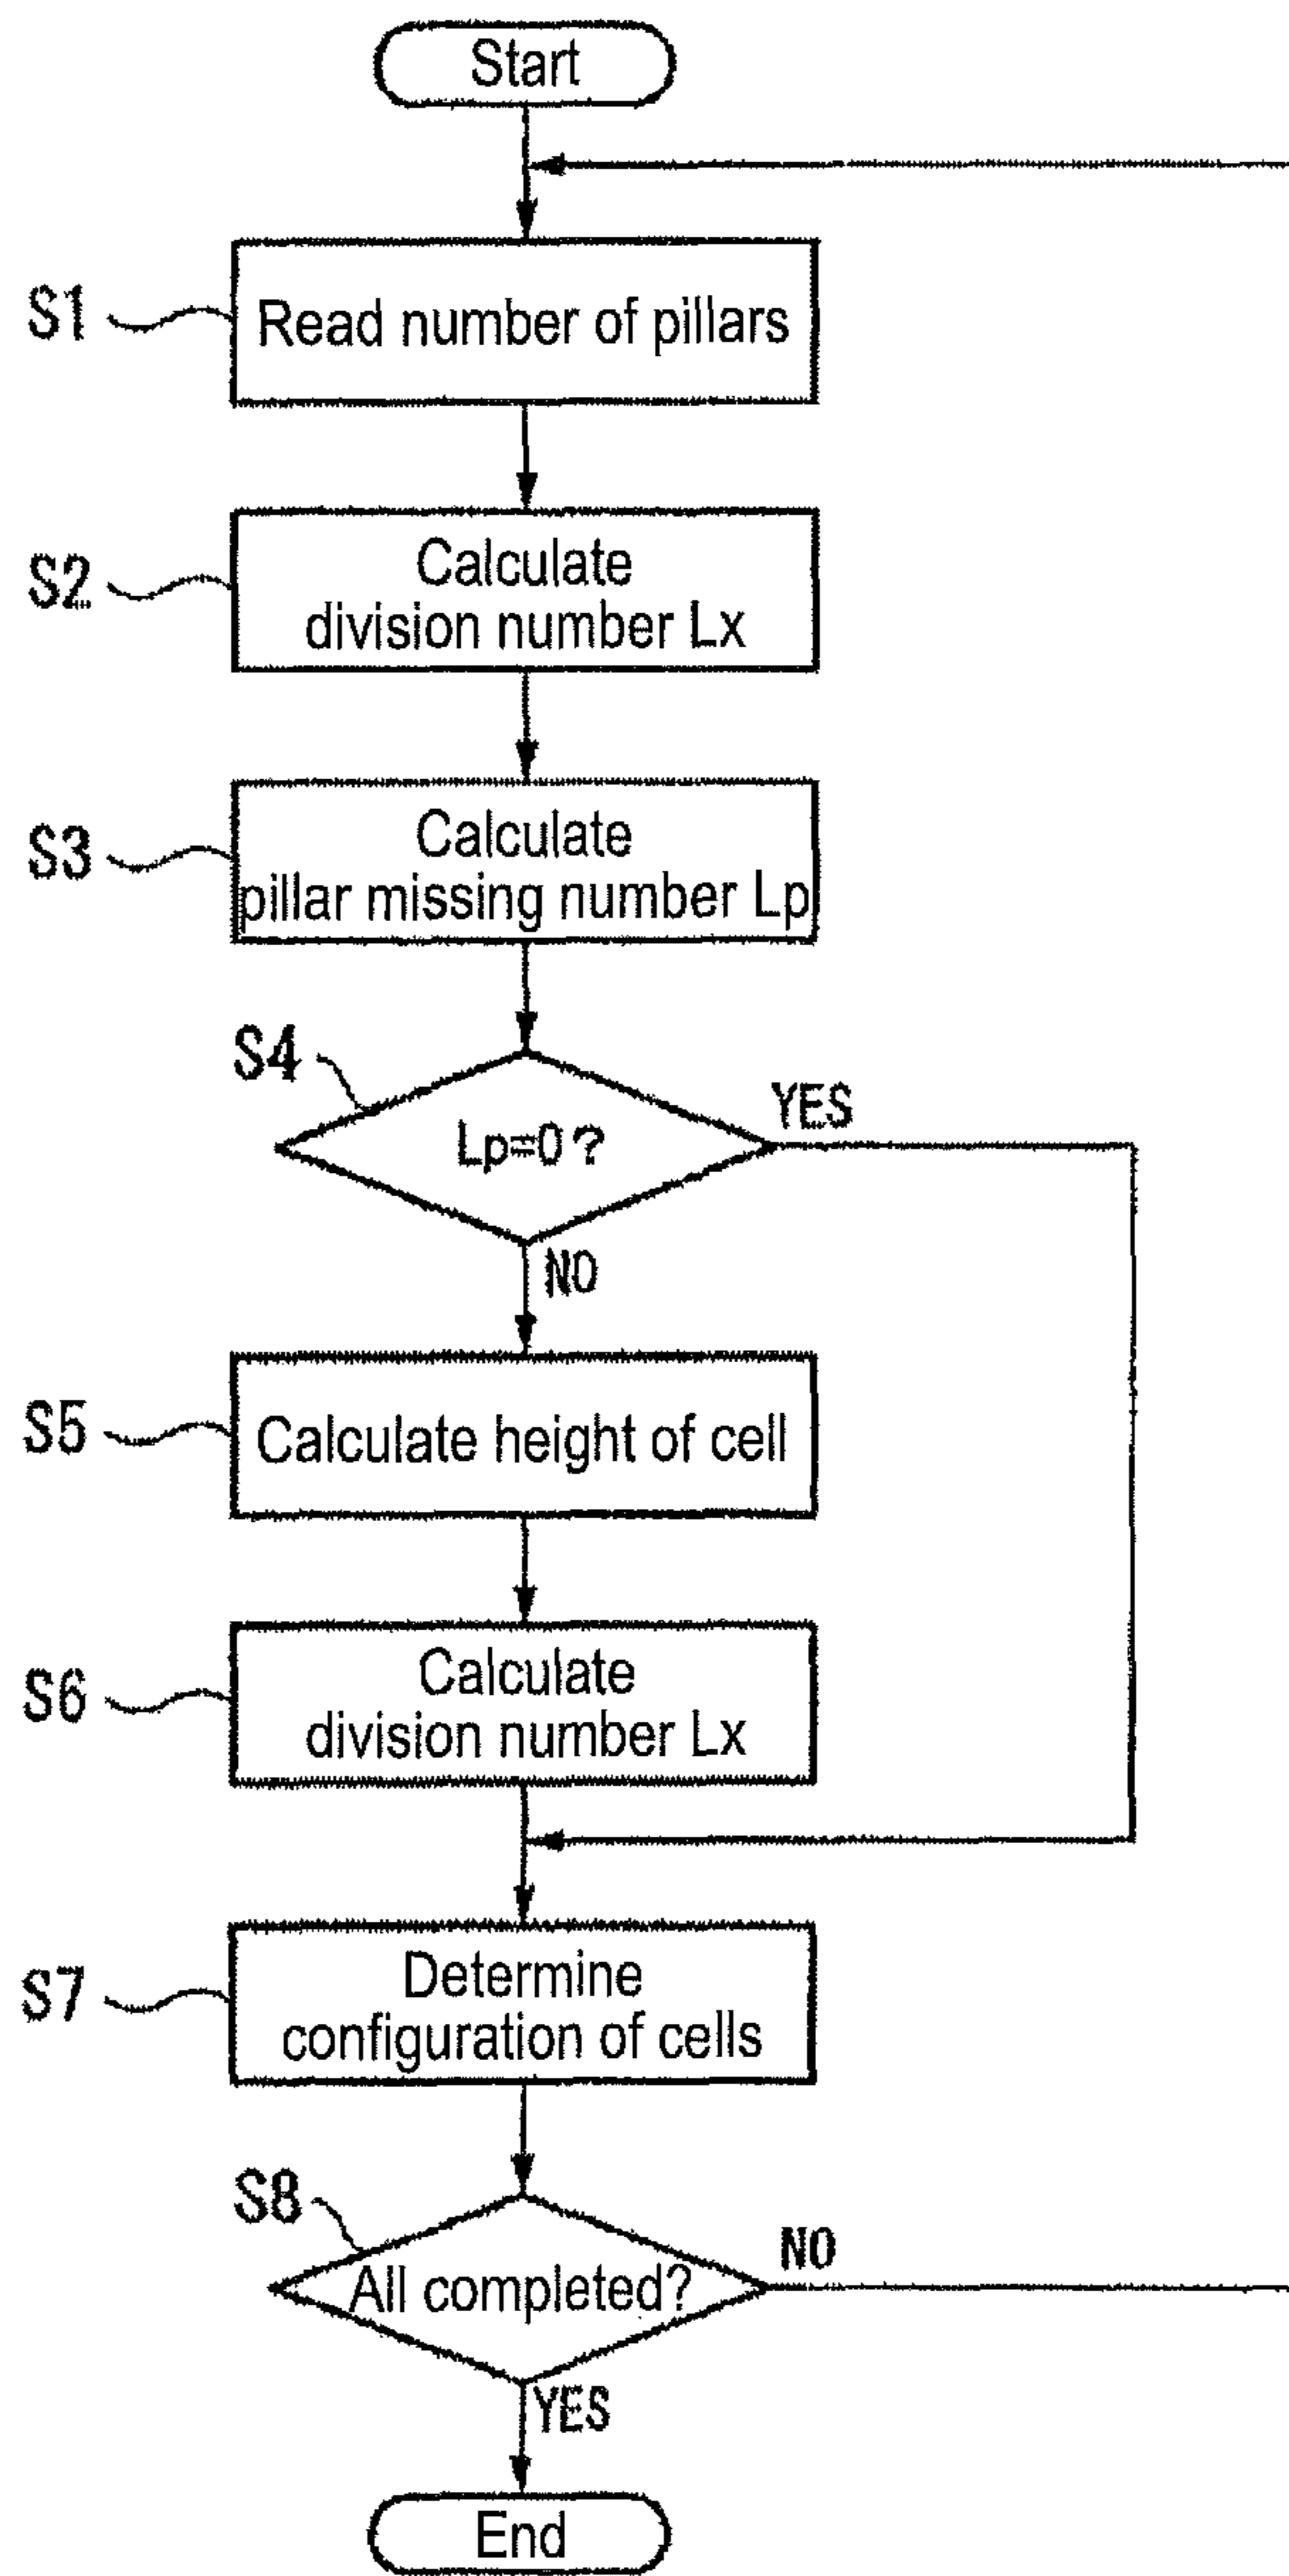 Start
S1
Read number of pillars
S2
Calculate
division number Lx
S3
Calculate
pillar missing number Lp
S4
Lp=0?
YES
NO
S5
Calculate height of cell
S6
Calculate
division number Lx
S7
Determine
configuration of cells
S8
All completed?
NO
YES
End